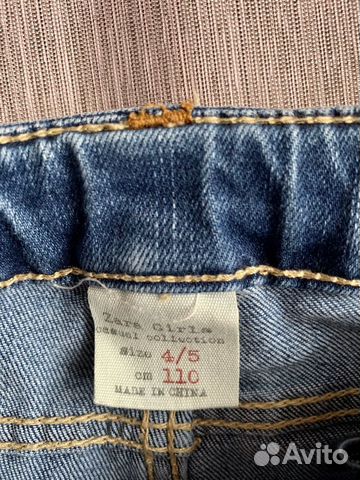 Zara Girls
casual collection
size 4/5
cm 110
MADE IN CHINA
Avito